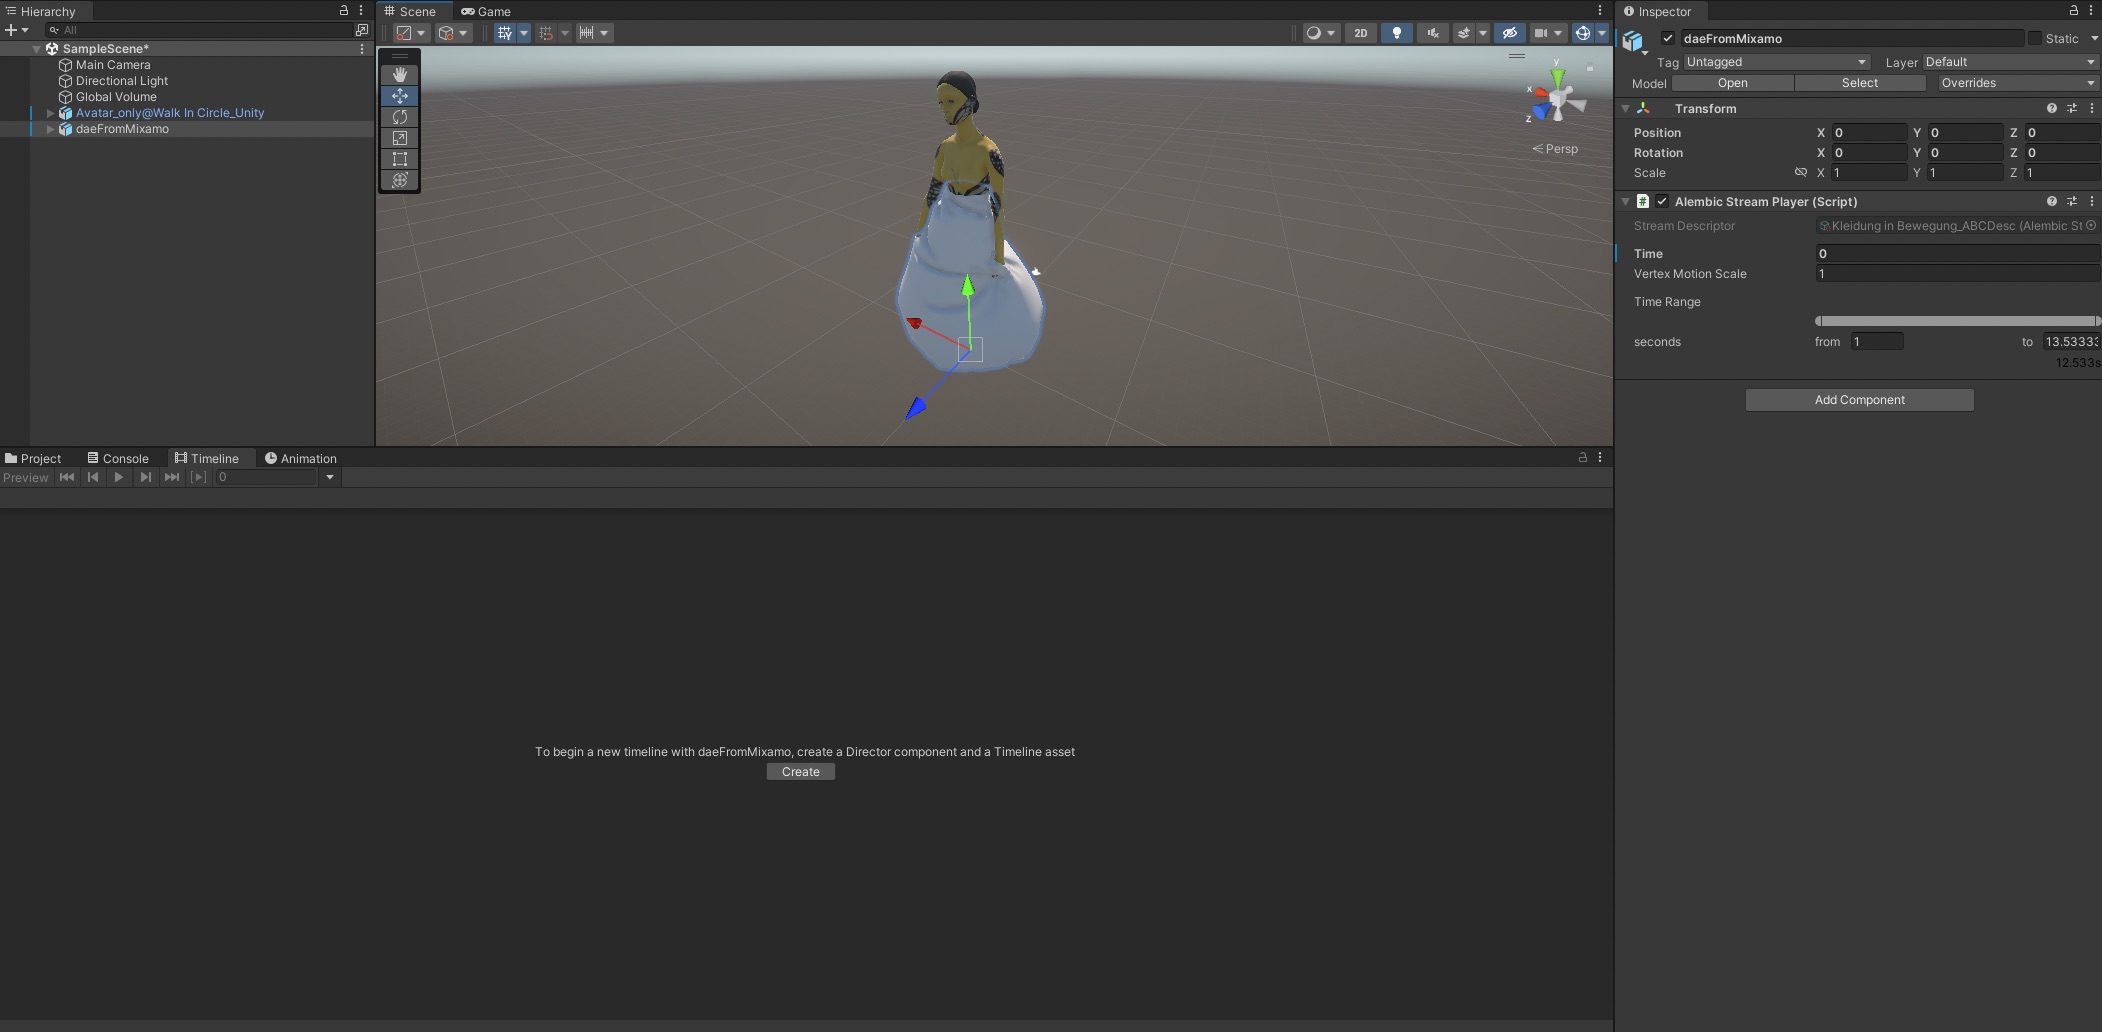 Hierarchy
All
SampleScene*
Main Camera
Directional Light
Global Volume
Avatar_only@Walk In Circle_Unity
daeFromMixamo
Scene
Game
2D
y
x
z
Persp
Inspector
daeFromMixamo
Static
Tag
Untagged
Layer
Default
Model
Open
Select
Overrides
Transform
Position X 0 Y 0 Z 0
Rotation X 0 Y 0 Z 0
Scale X 1 Y 1 Z 1
# Alembic Stream Player (Script)
Stream Descriptor Kleidung in Bewegung_ABCDesc (Alembic St
Time 0
Vertex Motion Scale 1
Time Range
seconds from 1 to 13.53333
12.533s
Add Component
Project
Console
Timeline
Animation
Preview
0
To begin a new timeline with daeFromMixamo, create a Director component and a Timeline asset
Create